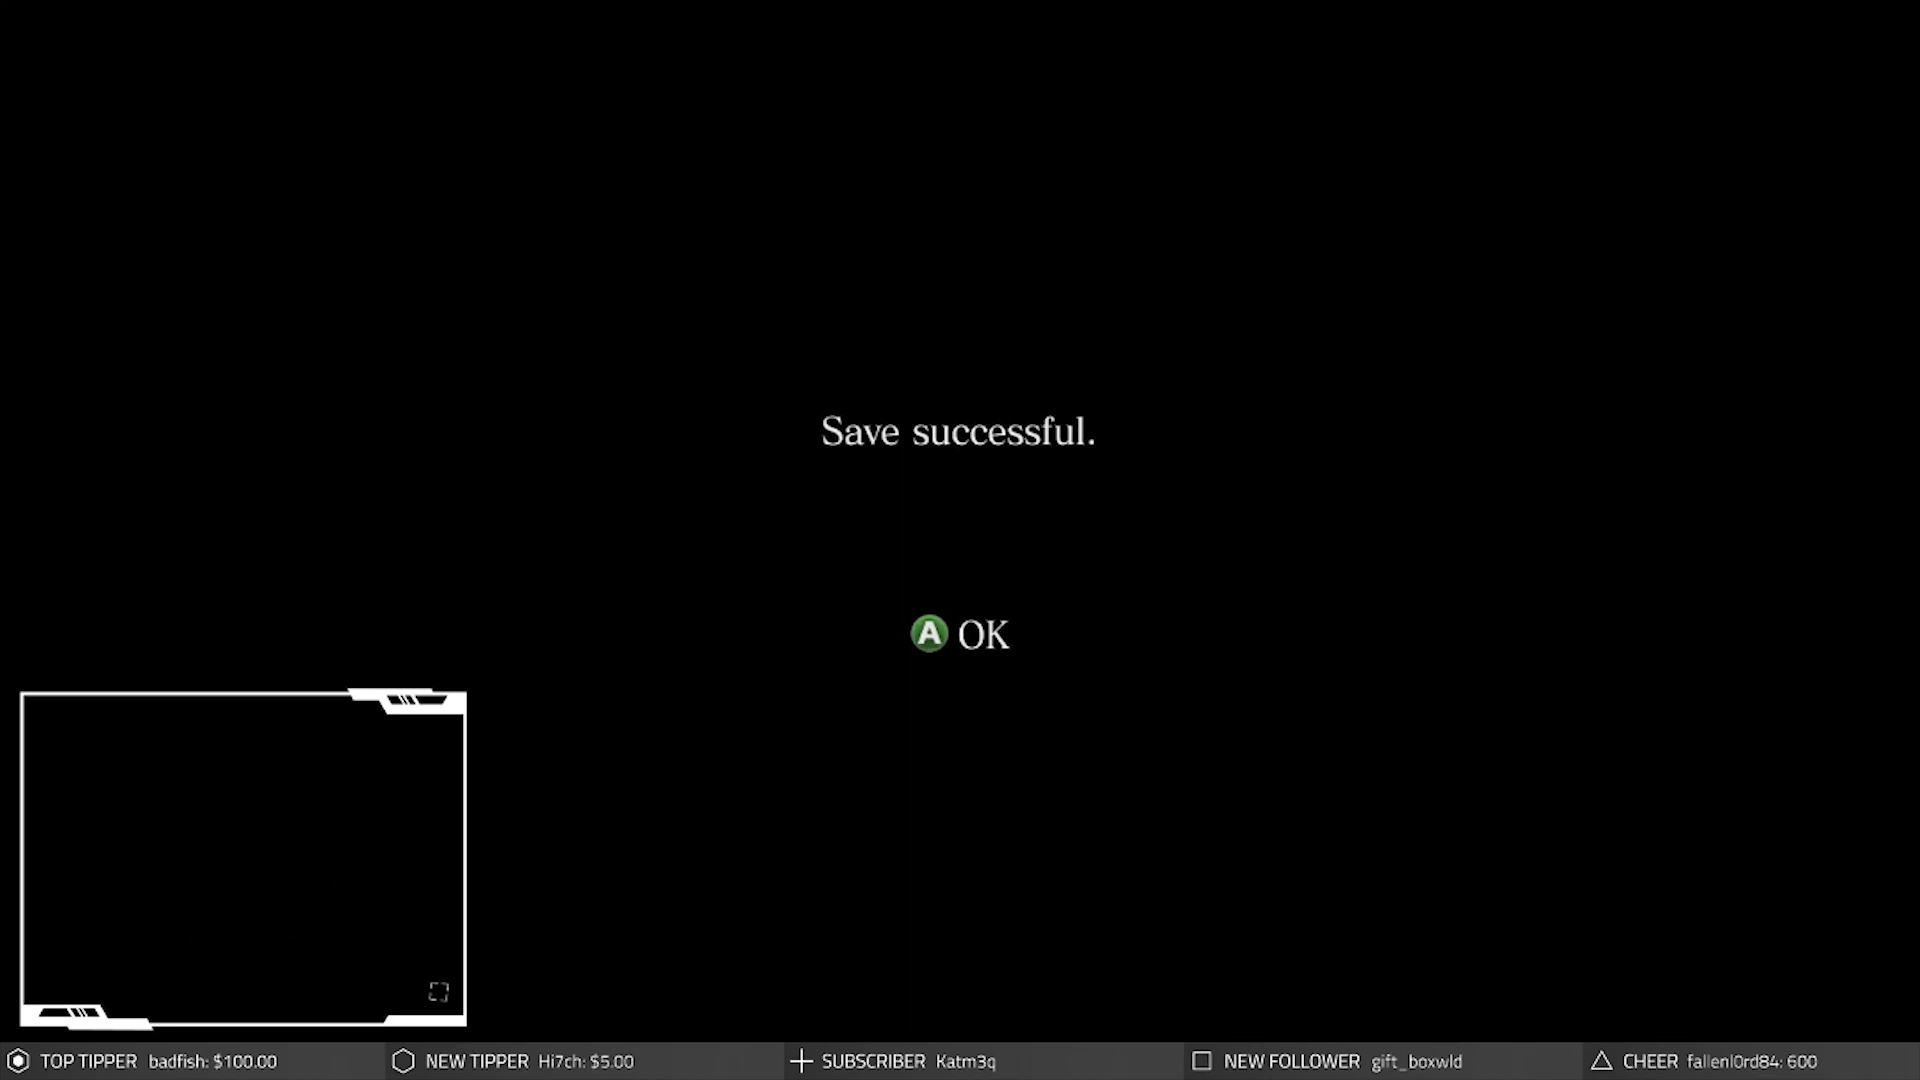 Save successful.
A OK
TOP TIPPER badfish: $100.00 NEW TIPPER Hi7ch: $5.00 SUBSCRIBER Katm3q NEW FOLLOWER gift_boxwld CHEER fallenl0rd84: 600